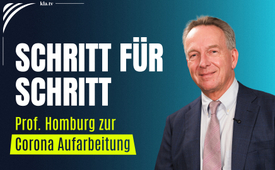 kla.tv
SCHRITT FÜR
SCHRITT
Prof. Homburg zur
Corona Aufarbeitung